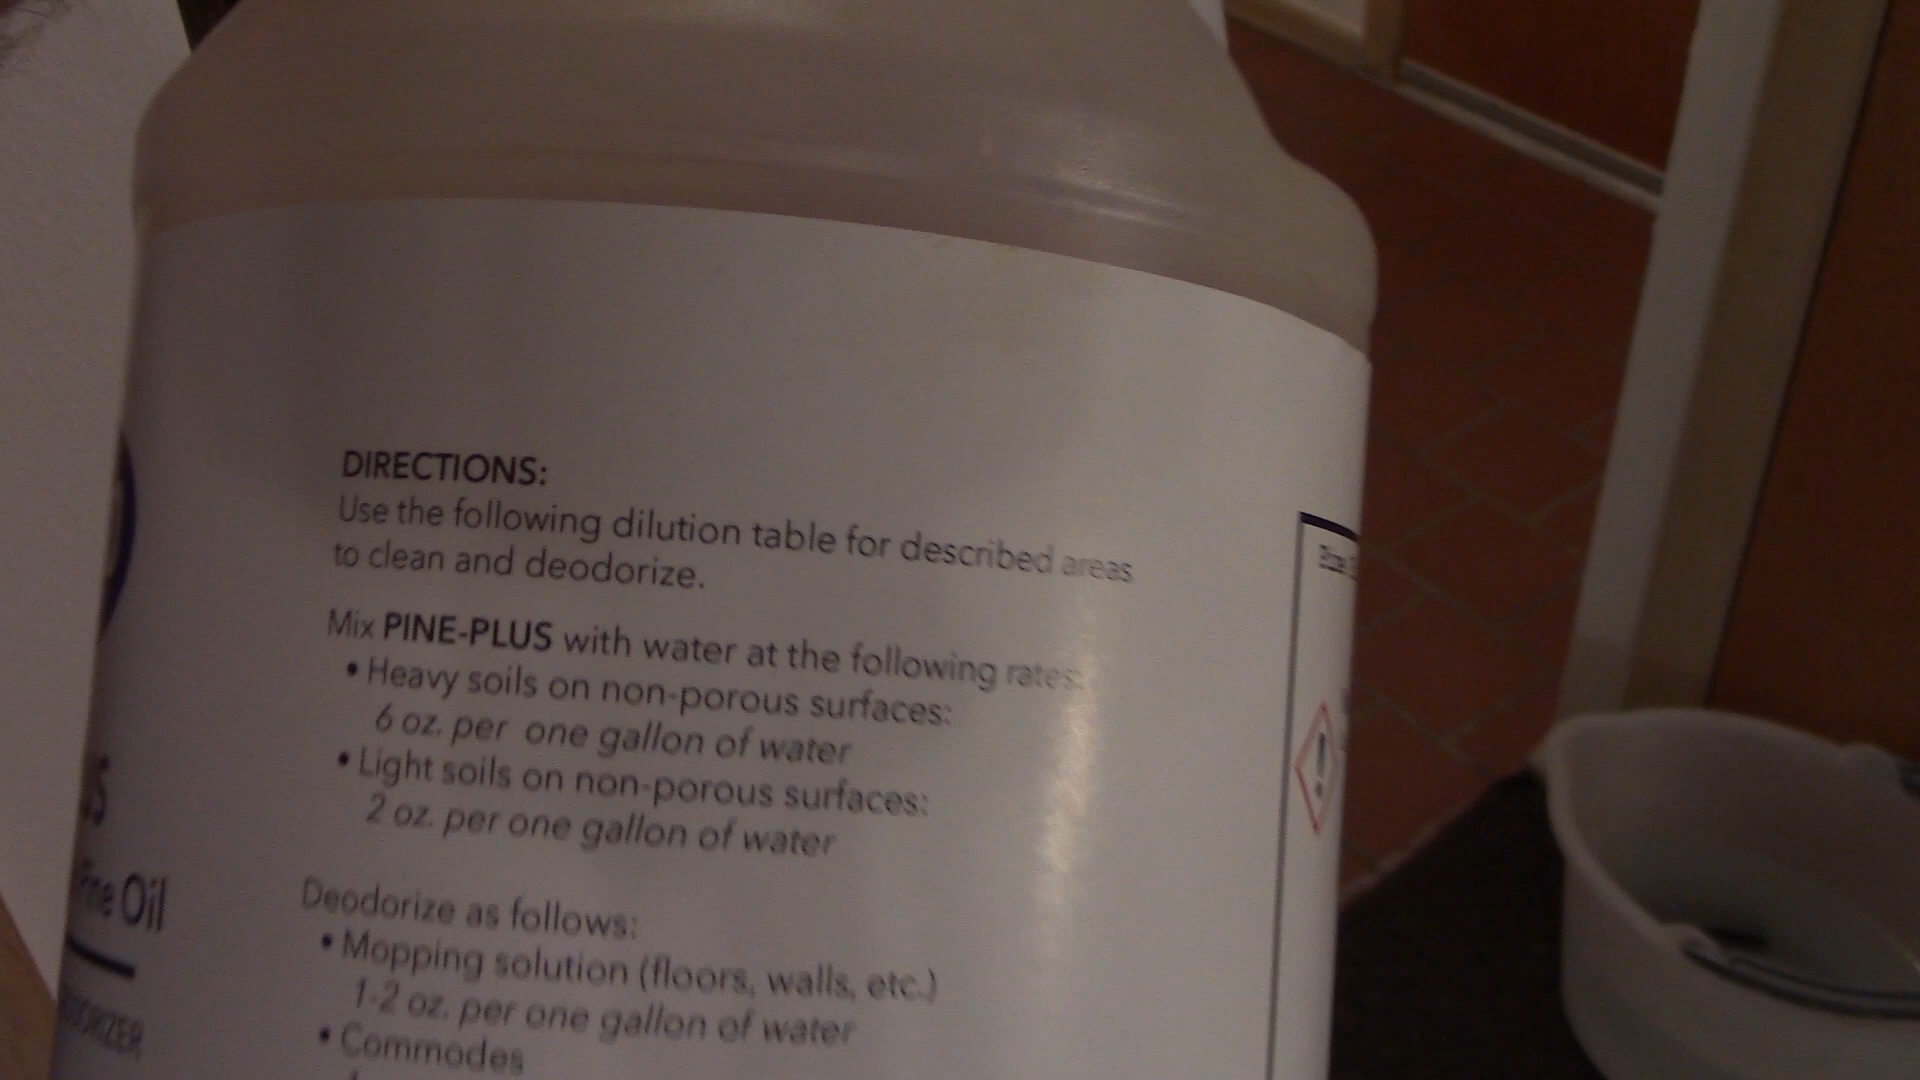 DIRECTIONS:
Use the following dilution table for described areas
to clean and deodorize.
Mix PINE-PLUS with water at the following rates:
• Heavy soils on non-porous surfaces:
6 oz. per one gallon of water
• Light soils on non-porous surfaces:
2 oz. per one gallon of water
Deodorize as follows:
• Mopping solution (floors, walls, etc.)
1-2 oz. per one gallon of water
• Commodes
Oil